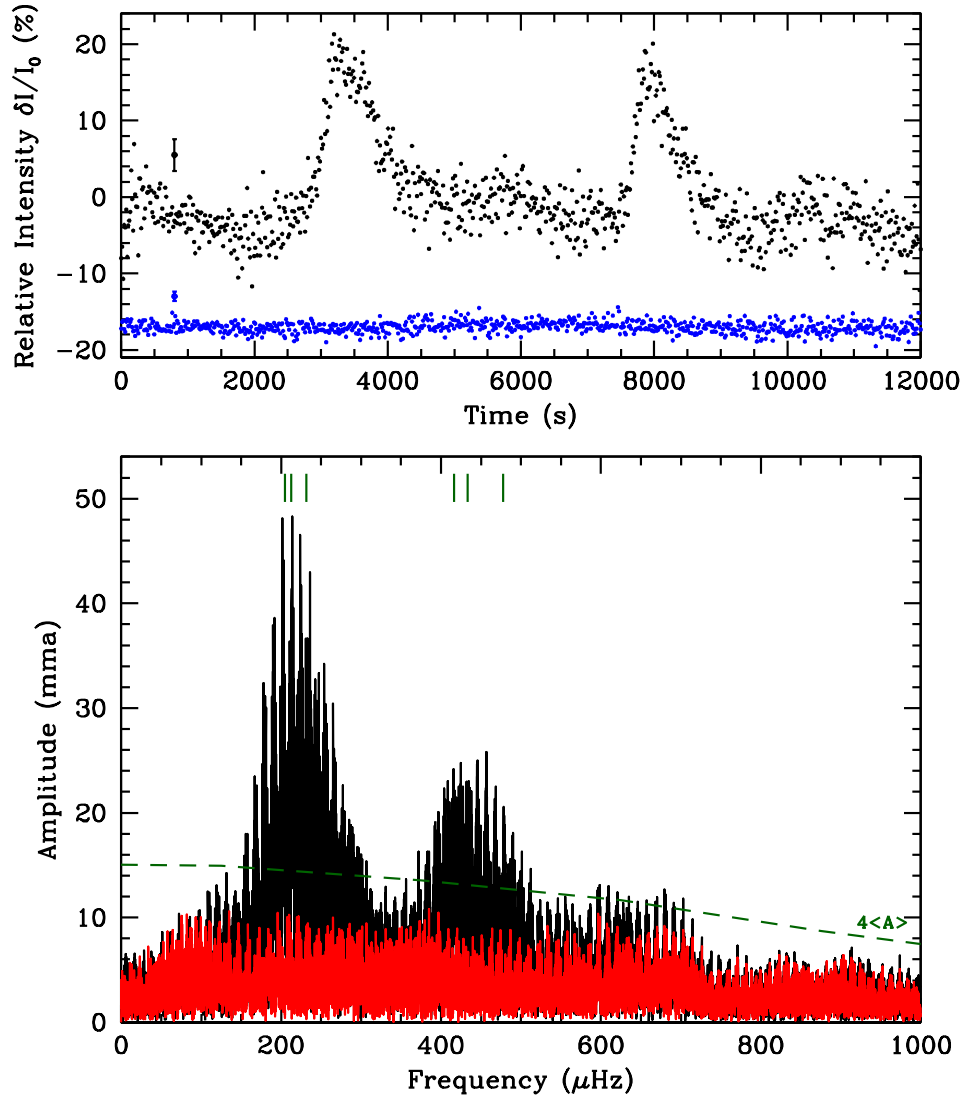 Relative Intensity δI/I₀ (%)
20
10
0
−10
−20
0 2000 4000 6000 8000 10000 12000
Time (s)
Amplitude (mma)
50
40
30
20
10
0
4<A>
0 200 400 600 800 1000
Frequency (μHz)